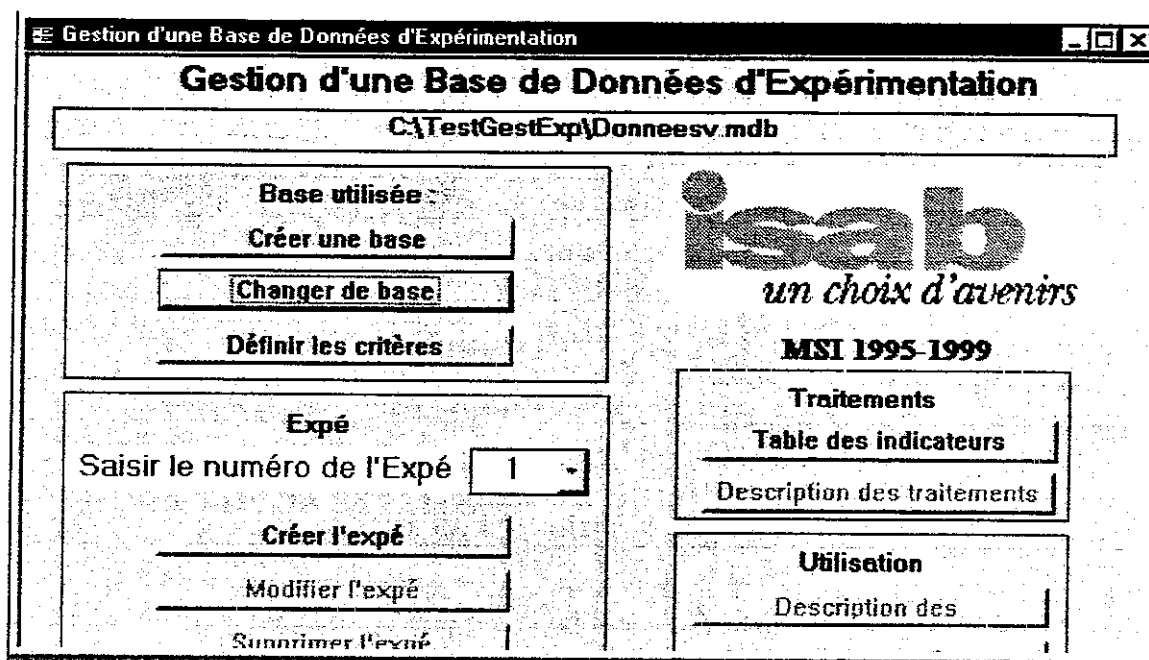 Gestion d'une Base de Données d'Expérimentation
Gestion d'une Base de Données d'Expérimentation
C:\TestGestExp\Donneesv.mdb
Base utilisée :
Créer une base
Changer de base
Définir les critères
Expé
Saisir le numéro de l'Expé 1
Créer l'expé
Modifier l'expé
Supprimer l'expé
isab
un choix d'avenirs
MSI 1995-1999
Traitements
Table des indicateurs
Description des traitements
Utilisation
Description des